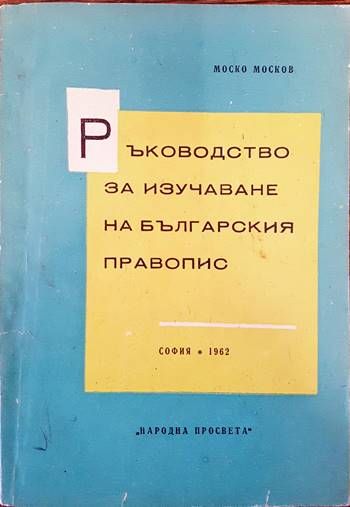 МОСКО МОСКОВ
РЪКОВОДСТВО
ЗА ИЗУЧАВАНЕ
НА БЪЛГАРСКИЯ
ПРАВОПИС
СОФИЯ • 1962
„НАРОДНА ПРОСВЕТА“